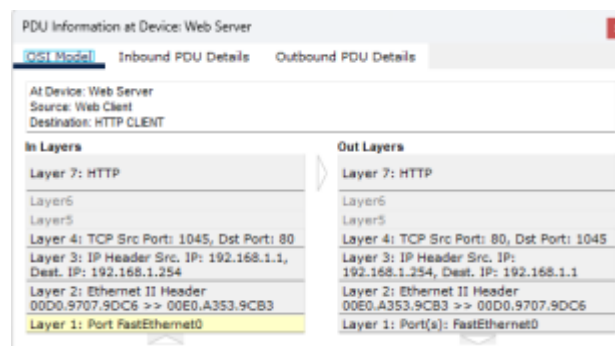 PDU Information at Device: Web Server
OSI Model Inbound PDU Details Outbound PDU Details
At Device: Web Server
Source: Web Client
Destination: HTTP CLIENT
In Layers
Layer 7: HTTP
Layer6
Layer5
Layer 4: TCP Src Port: 1045, Dst Port: 80
Layer 3: IP Header Src. IP: 192.168.1.1,
Dest. IP: 192.168.1.254
Layer 2: Ethernet II Header
00D0.9707.9DC6 >> 00E0.A353.9CB3
Layer 1: Port FastEthernet0
Out Layers
Layer 7: HTTP
Layer6
Layer5
Layer 4: TCP Src Port: 80, Dst Port: 1045
Layer 3: IP Header Src. IP:
192.168.1.254, Dest. IP: 192.168.1.1
Layer 2: Ethernet II Header
00E0.A353.9CB3 >> 00D0.9707.9DC6
Layer 1: Port(s): FastEthernet0